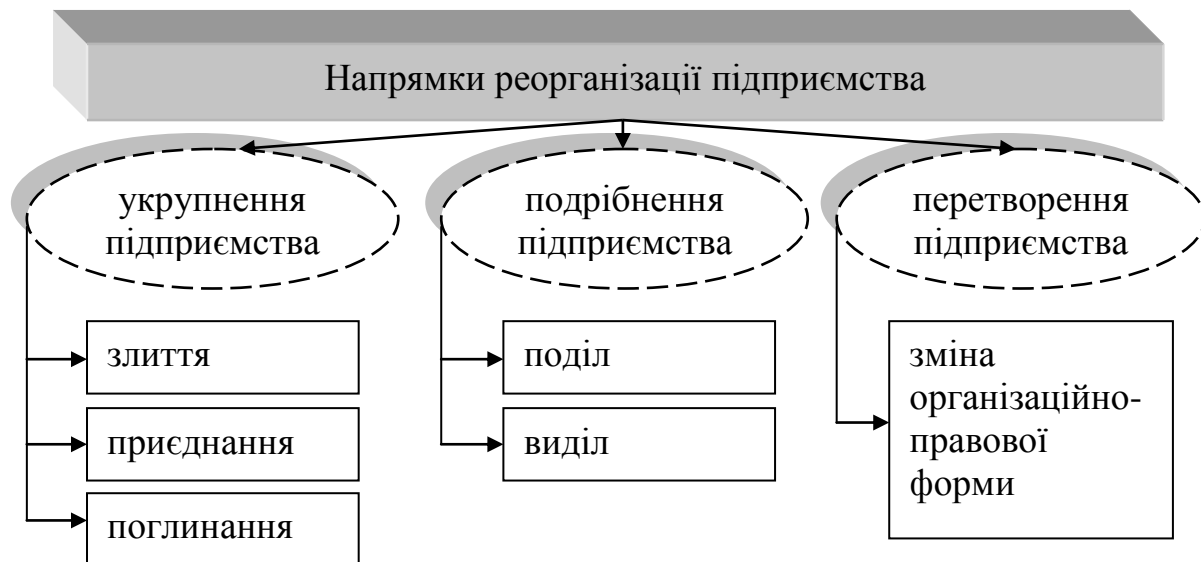 Напрямки реорганізації підприємства
укрупнення
підприємства
злиття
приєднання
поглинання
подрібнення
підприємства
поділ
виділ
перетворення
підприємства
зміна
організаційно-
правової
форми